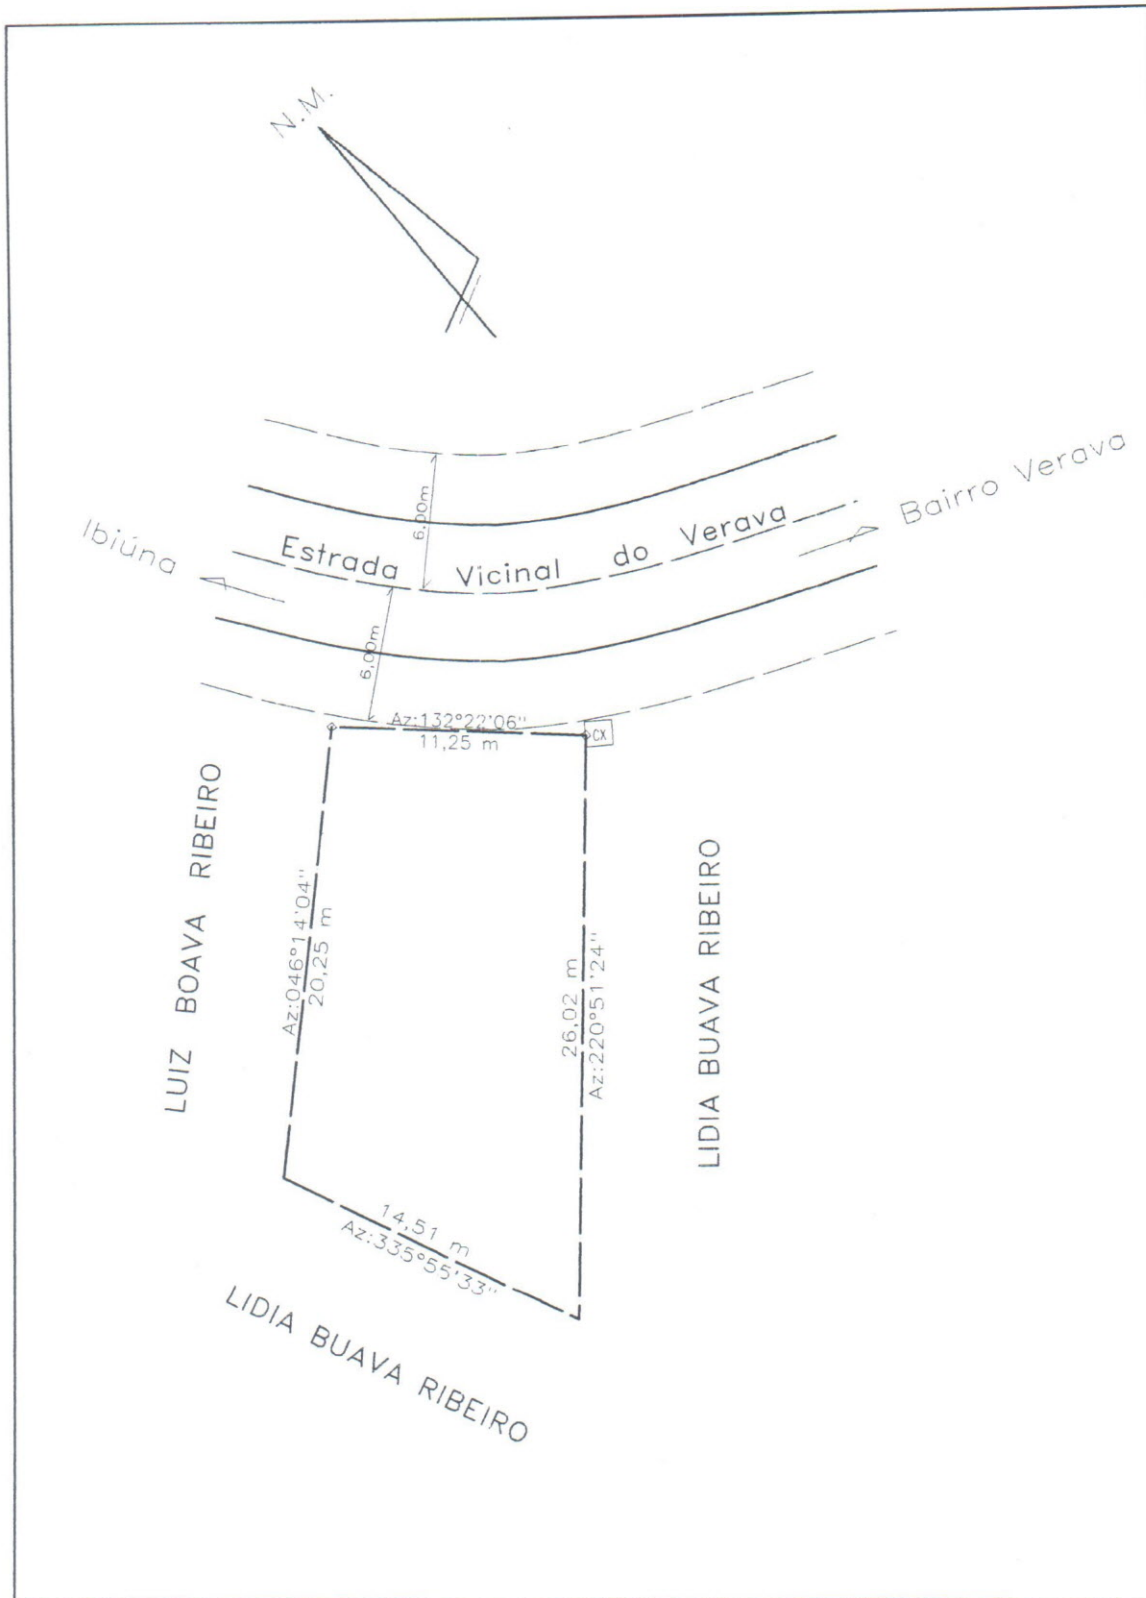 N.M.
6,00m
Ibiúna
Estrada Vicinal do Verava
Bairro Verava
6,00m
Az:132°22'06"
11,25 m
CX
LUIZ BOAVA RIBEIRO
Az:046°14'04"
20,25 m
26,02 m
Az:220°51'24"
LIDIA BUAVA RIBEIRO
14,51 m
Az:335°55'33"
LIDIA BUAVA RIBEIRO